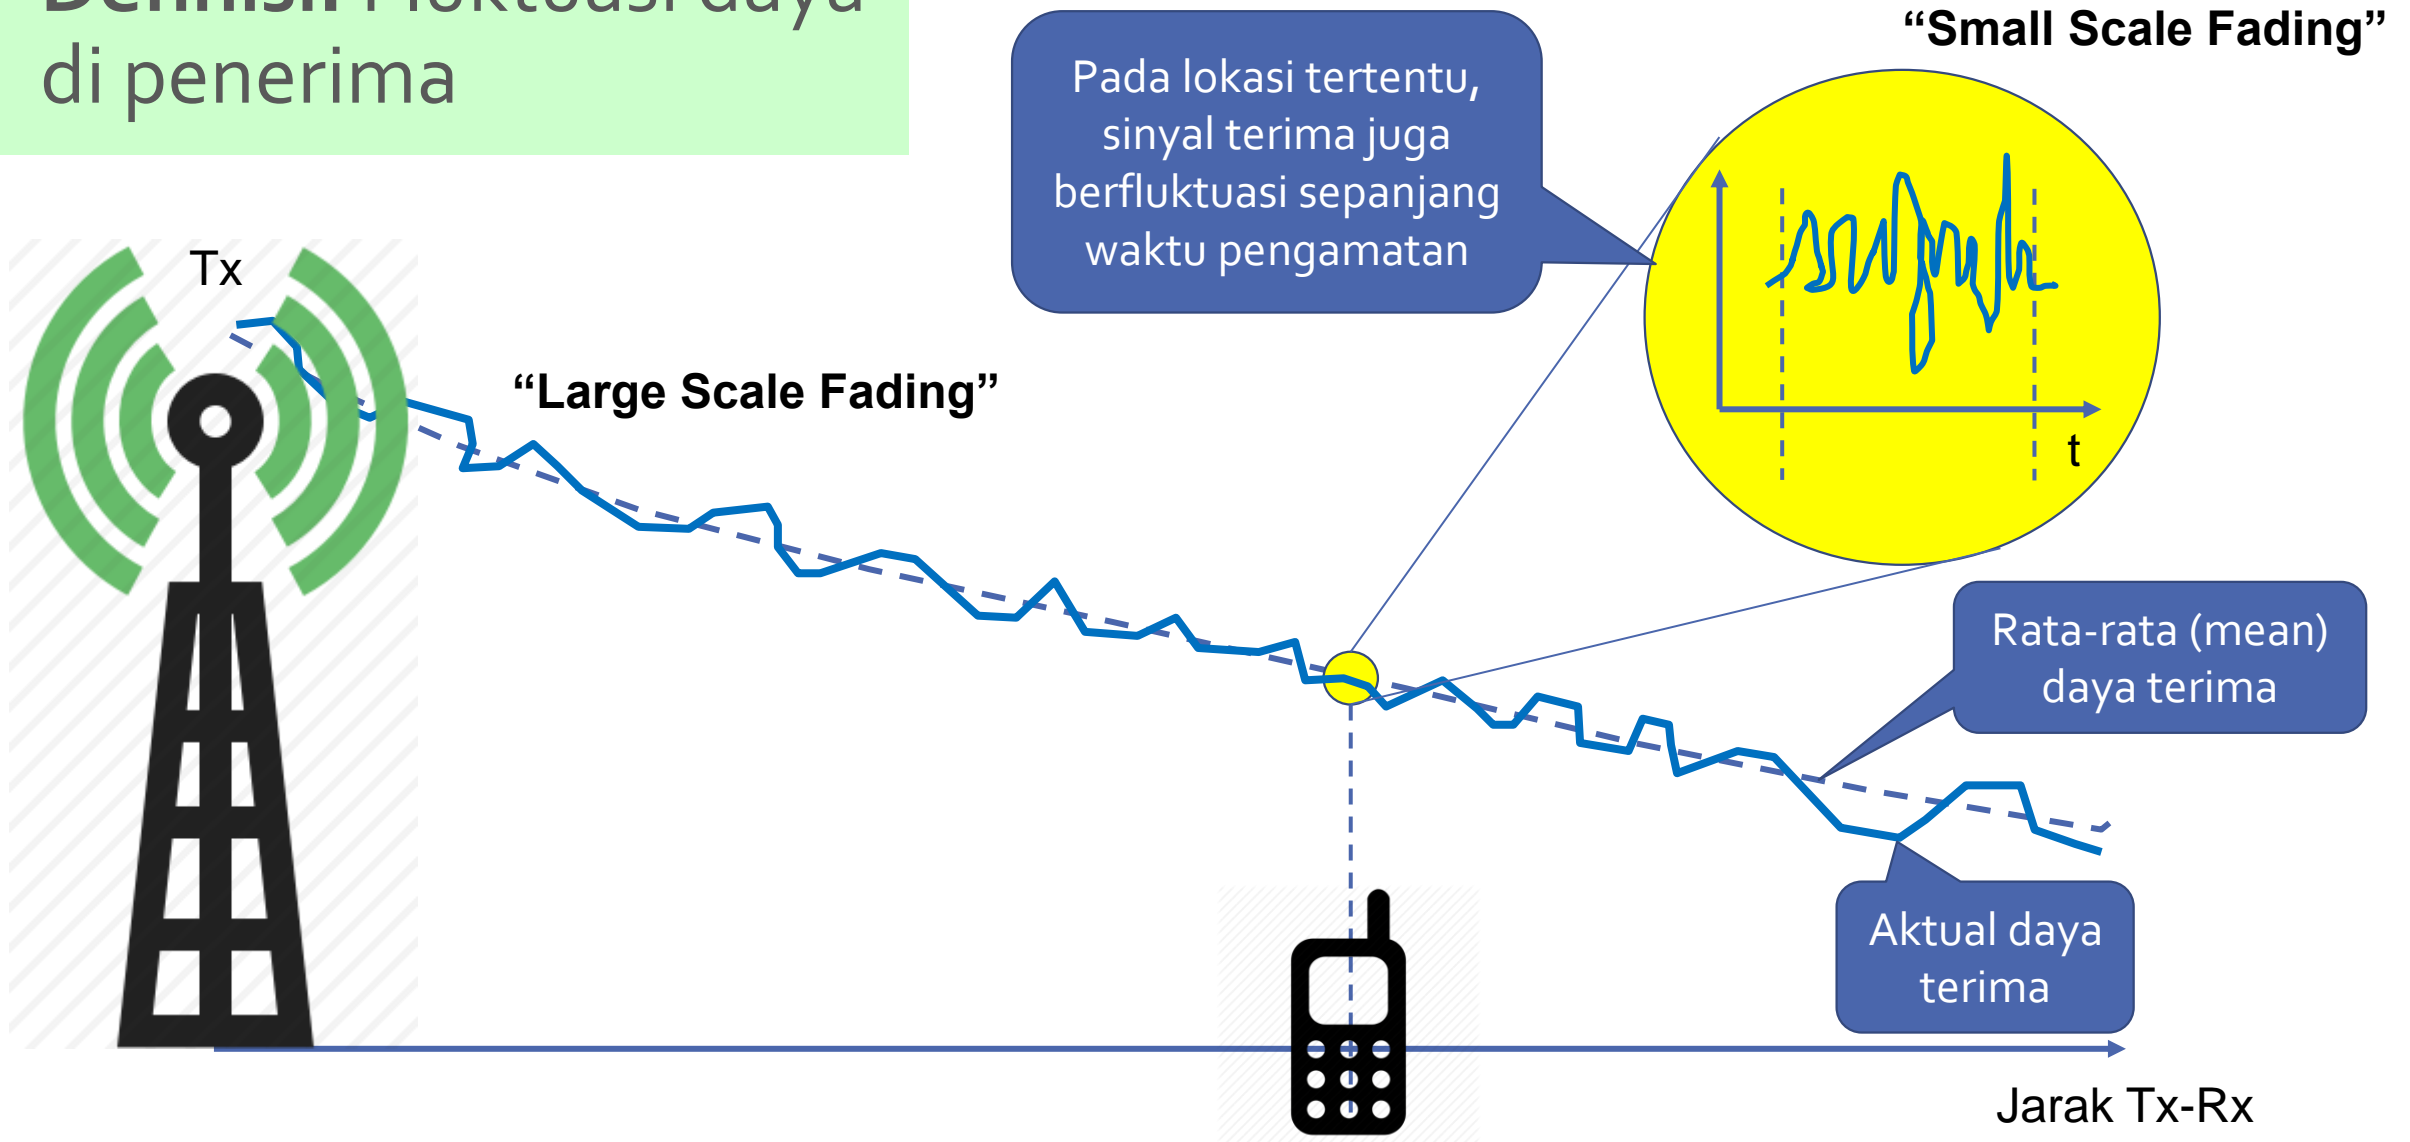 di penerima
“Small Scale Fading”
Pada lokasi tertentu,
sinyal terima juga
berfluktuasi sepanjang
waktu pengamatan
Tx
“Large Scale Fading”
t
Rata-rata (mean)
daya terima
Aktual daya
terima
Jarak Tx-Rx